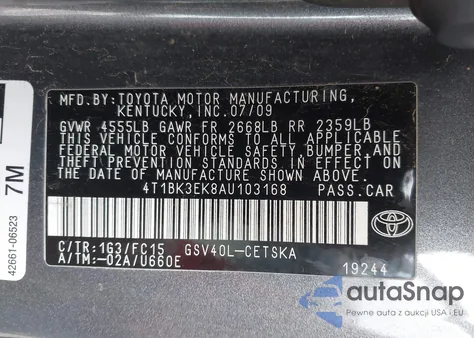 MFD.BY:TOYOTA MOTOR MANUFACTURING,
KENTUCKY, INC.07/09
GVWR 4555LB GAWR FR 2668LB RR 2359LB
THIS VEHICLE CONFORMS TO ALL APPLICABLE
FEDERAL MOTOR VEHICLE SAFETY, BUMPER, AND
THEFT PREVENTION STANDARDS IN EFFECT ON
THE DATE OF MANUFACTURE SHOWN ABOVE.
4T1BK3EK8AU103168 PASS.CAR
C/TR:1G3/FC15 GSV40L-CETSKA
A/TM:-02A/U660E
19244
TOYOTA
42661-06523
7M
autoSnap
Pewne auta z aukcji z USA i EU